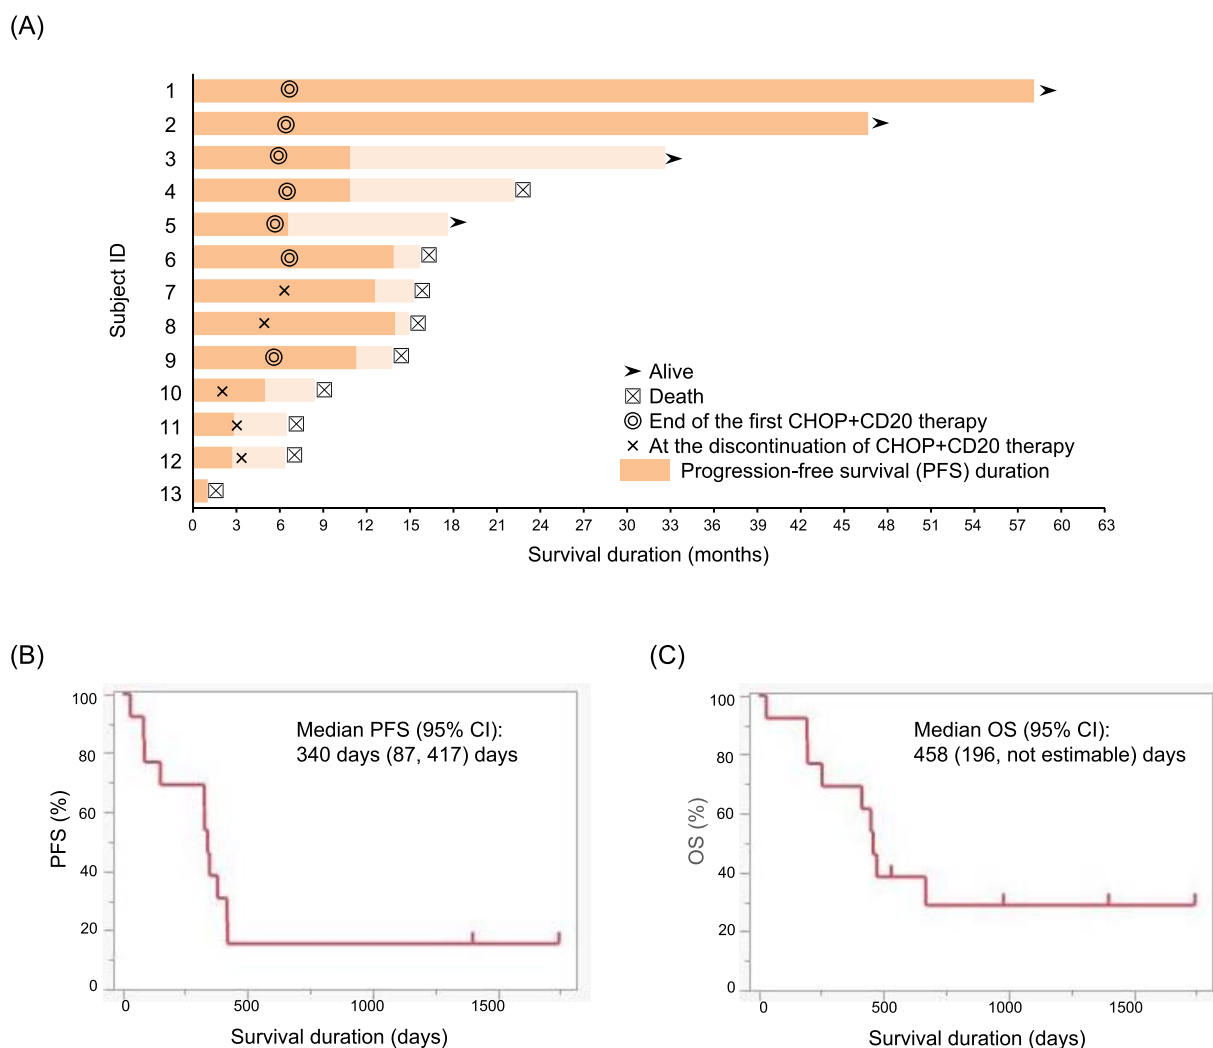 (A)
Subject ID
1
2
3
4
5
6
7
8
9
10
11
12
13
Alive
Death
End of the first CHOP+CD20 therapy
At the discontinuation of CHOP+CD20 therapy
Progression-free survival (PFS) duration
0 3 6 9 12 15 18 21 24 27 30 33 36 39 42 45 48 51 54 57 60 63
Survival duration (months)
(B)
PFS (%)
100
80
60
40
20
0
Median PFS (95% CI):
340 days (87, 417) days
0 500 1000 1500
Survival duration (days)
(C)
OS (%)
100
80
60
40
20
0
Median OS (95% CI):
458 (196, not estimable) days
0 500 1000 1500
Survival duration (days)